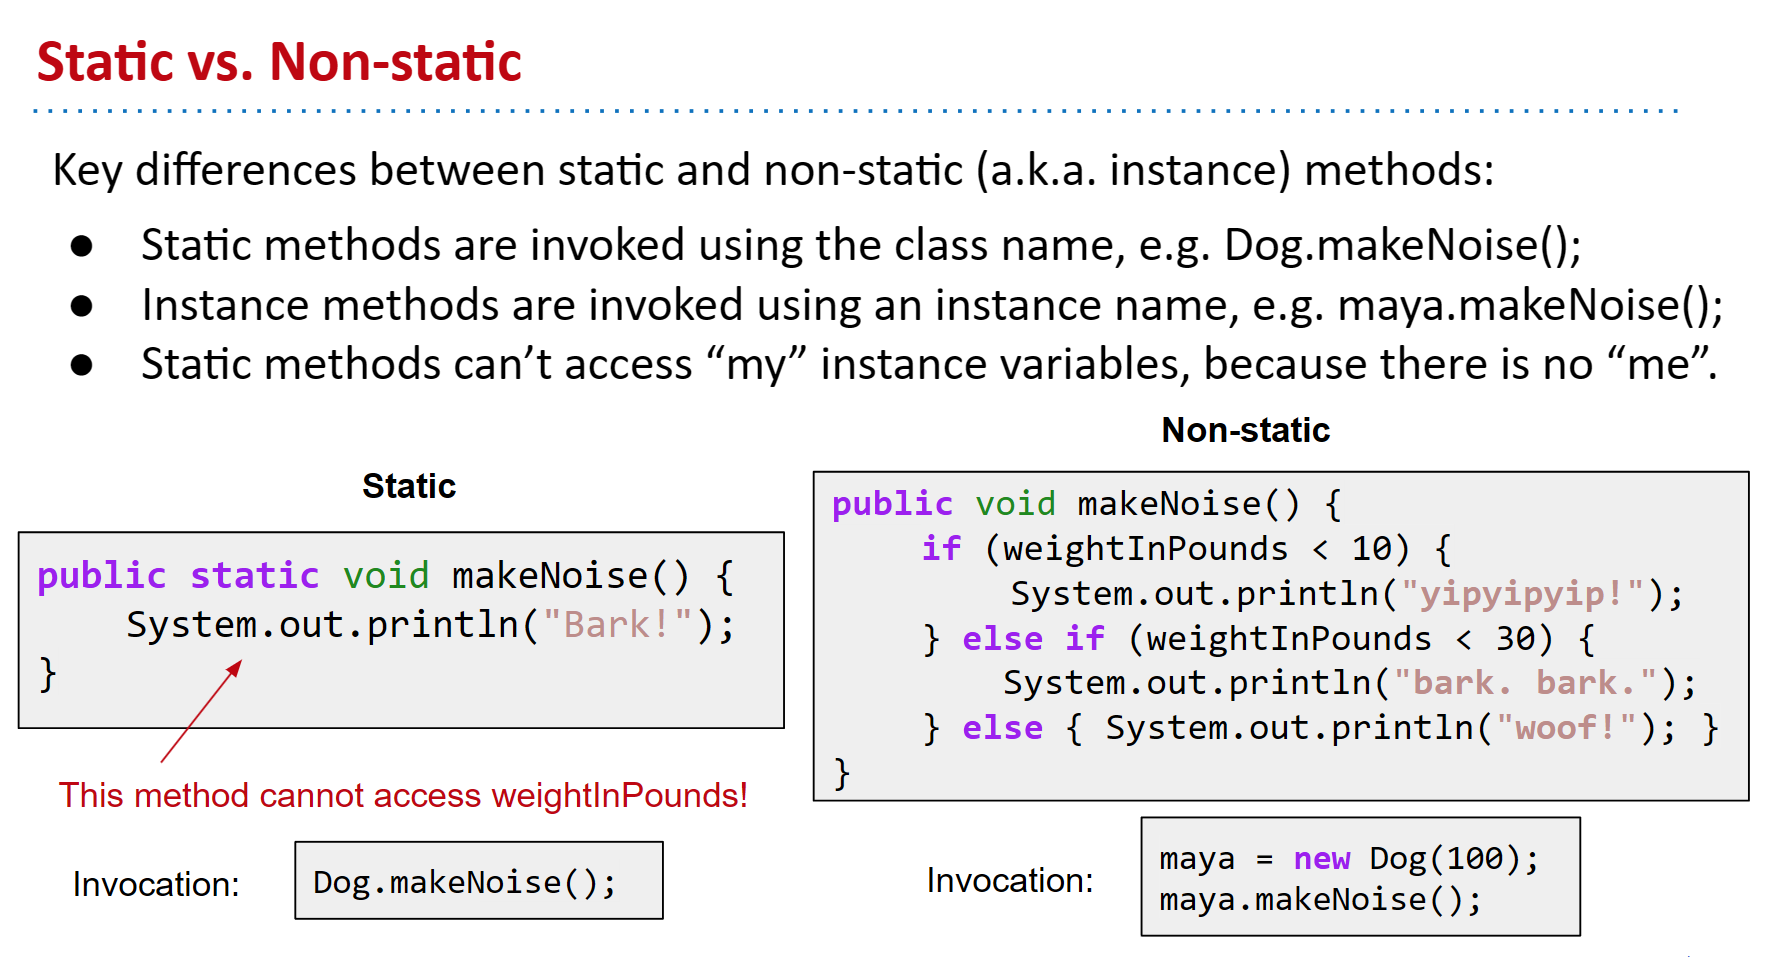 Static vs. Non-static
Key differences between static and non-static (a.k.a. instance) methods:
● Static methods are invoked using the class name, e.g. Dog.makeNoise();
● Instance methods are invoked using an instance name, e.g. maya.makeNoise();
● Static methods can’t access “my” instance variables, because there is no “me”.
Static
public static void makeNoise() {
    System.out.println("Bark!");
}
This method cannot access weightInPounds!
Invocation:
Dog.makeNoise();
Non-static
public void makeNoise() {
    if (weightInPounds < 10) {
        System.out.println("yipyipyip!");
    } else if (weightInPounds < 30) {
        System.out.println("bark. bark.");
    } else { System.out.println("woof!"); }
}
Invocation:
maya = new Dog(100);
maya.makeNoise();